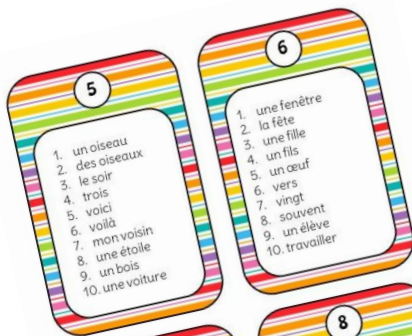 5
1. un oiseau
2. des oiseaux
3. le soir
4. trois
5. voici
6. voilà
7. mon voisin
8. une étoile
9. un bois
10. une voiture
6
1. une fenêtre
2. la fête
3. une fille
4. un fils
5. un œuf
6. vers
7. vingt
8. souvent
9. un élève
10. travailler
8